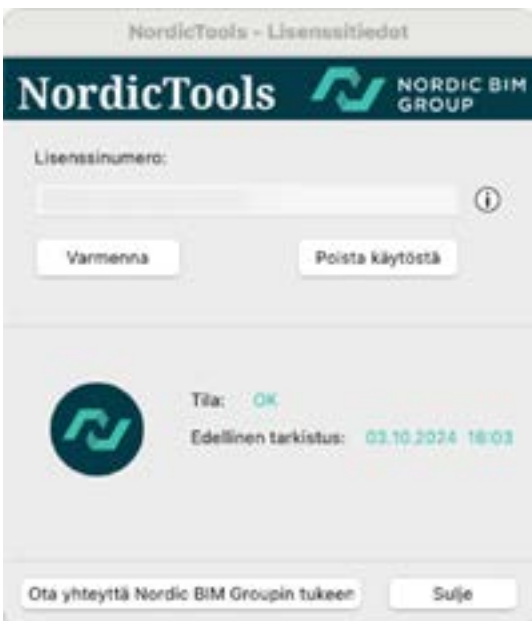 NordicTools - Lisenssitiedot
NordicTools
NORDIC BIM
GROUP
Lisenssinumero:
Varmenna
Poista käytöstä
Tila: OK
Edellinen tarkistus: 03.10.2024 18:03
Ota yhteyttä Nordic BIM Groupin tukeen
Sulje